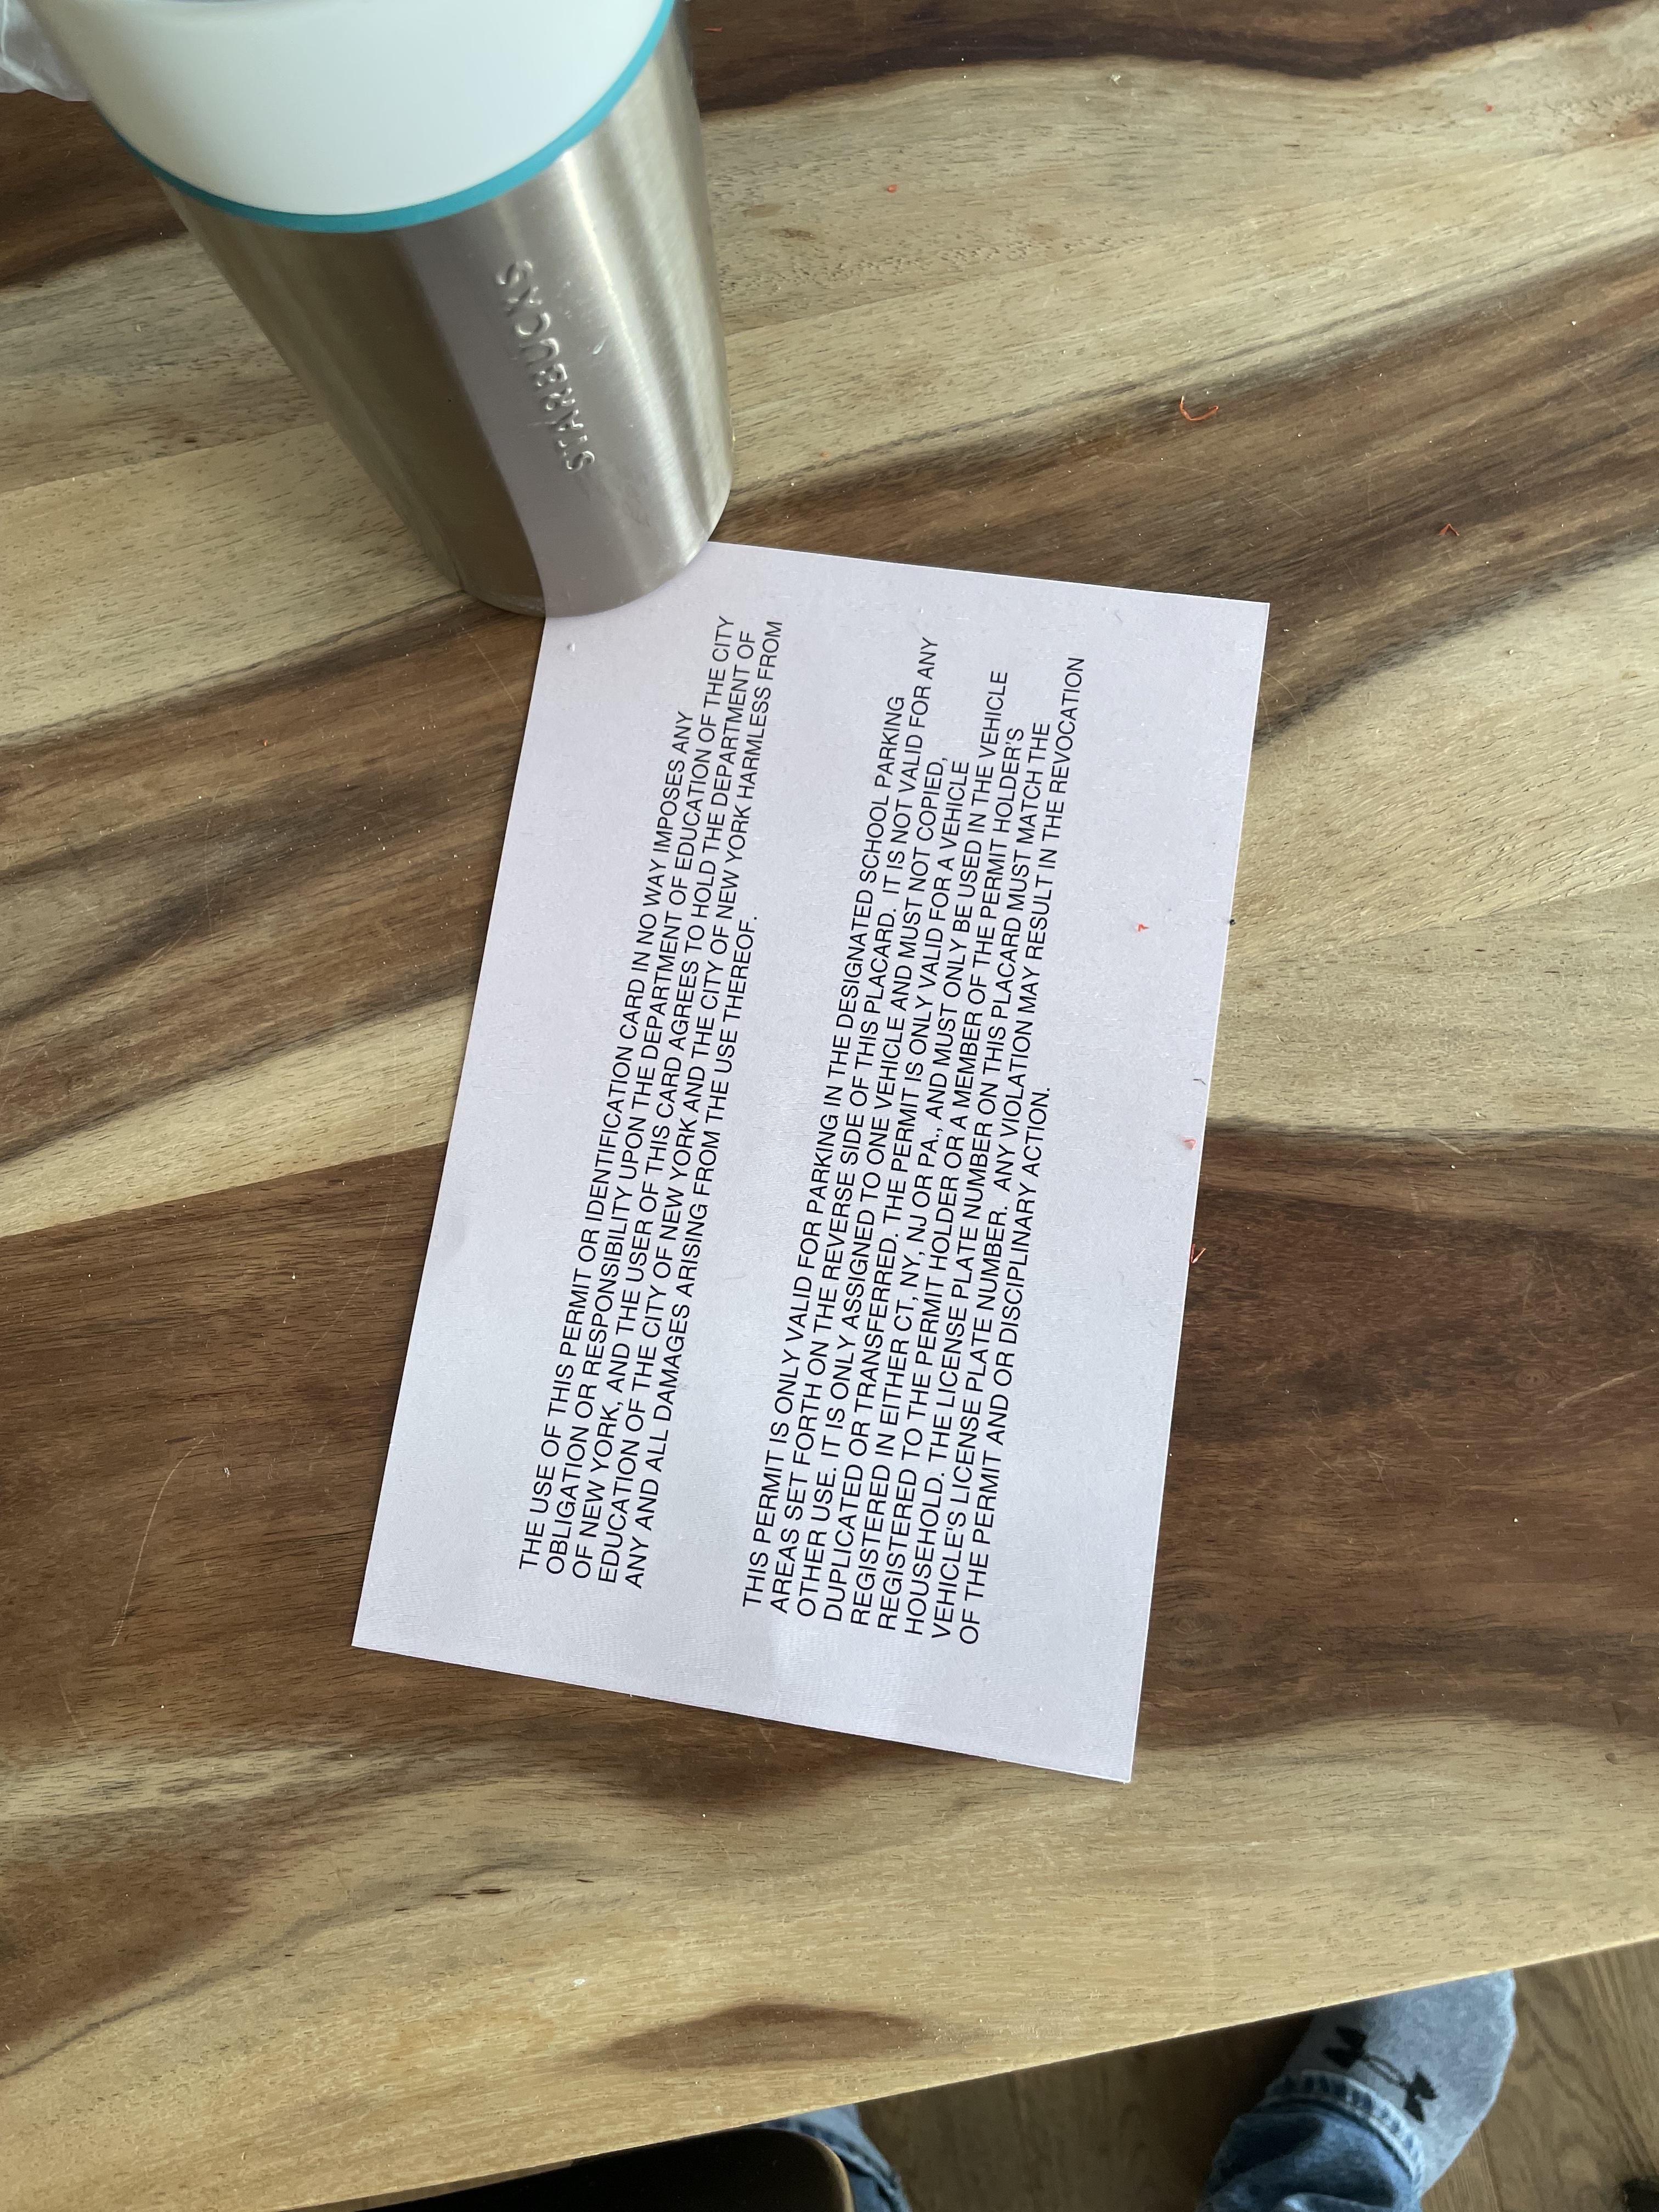 STARBUCKS
THE USE OF THIS PERMIT OR IDENTIFICATION CARD IN NO WAY IMPOSES ANY
OBLIGATION OR RESPONSIBILITY UPON THE DEPARTMENT OF EDUCATION OF THE CITY
OF NEW YORK, AND THE USER OF THIS CARD AGREES TO HOLD THE DEPARTMENT OF
EDUCATION OF THE CITY OF NEW YORK AND THE CITY OF NEW YORK HARMLESS FROM
ANY AND ALL DAMAGES ARISING FROM THE USE THEREOF.
THIS PERMIT IS ONLY VALID FOR PARKING IN THE DESIGNATED SCHOOL PARKING
AREAS SET FORTH ON THE REVERSE SIDE OF THIS PLACARD. IT IS NOT VALID FOR ANY
OTHER USE. IT IS ONLY ASSIGNED TO ONE VEHICLE AND MUST NOT COPIED,
DUPLICATED OR TRANSFERRED. THE PERMIT IS ONLY VALID FOR A VEHICLE
REGISTERED IN EITHER CT, NY, NJ OR PA., AND MUST ONLY BE USED IN THE VEHICLE
REGISTERED TO THE PERMIT HOLDER OR A MEMBER OF THE PERMIT HOLDER'S
HOUSEHOLD. THE LICENSE PLATE NUMBER ON THIS PLACARD MUST MATCH THE
VEHICLE'S LICENSE PLATE NUMBER. ANY VIOLATION MAY RESULT IN THE REVOCATION
OF THE PERMIT AND OR DISCIPLINARY ACTION.